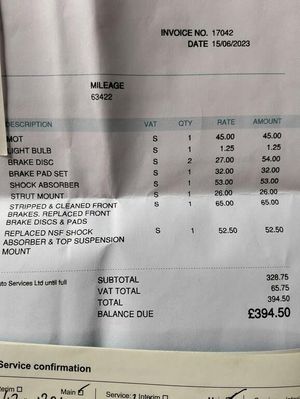 INVOICE NO. 17042
DATE 15/06/2023
MILEAGE
63422
DESCRIPTION VAT QTY RATE AMOUNT
MOT S 1 45.00 45.00
LIGHT BULB S 1 1.25 1.25
BRAKE DISC S 2 27.00 54.00
BRAKE PAD SET S 1 32.00 32.00
SHOCK ABSORBER S 1 53.00 53.00
STRUT MOUNT S 1 26.00 26.00
STRIPPED & CLEANED FRONT S 1 65.00 65.00
BRAKES. REPLACED FRONT
BRAKE DISCS & PADS
REPLACED NSF SHOCK S 1 52.50 52.50
ABSORBER & TOP SUSPENSION
MOUNT
uto Services Ltd until full
SUBTOTAL 328.75
VAT TOTAL 65.75
TOTAL 394.50
BALANCE DUE £394.50
Service confirmation
terim Main Service: Interim